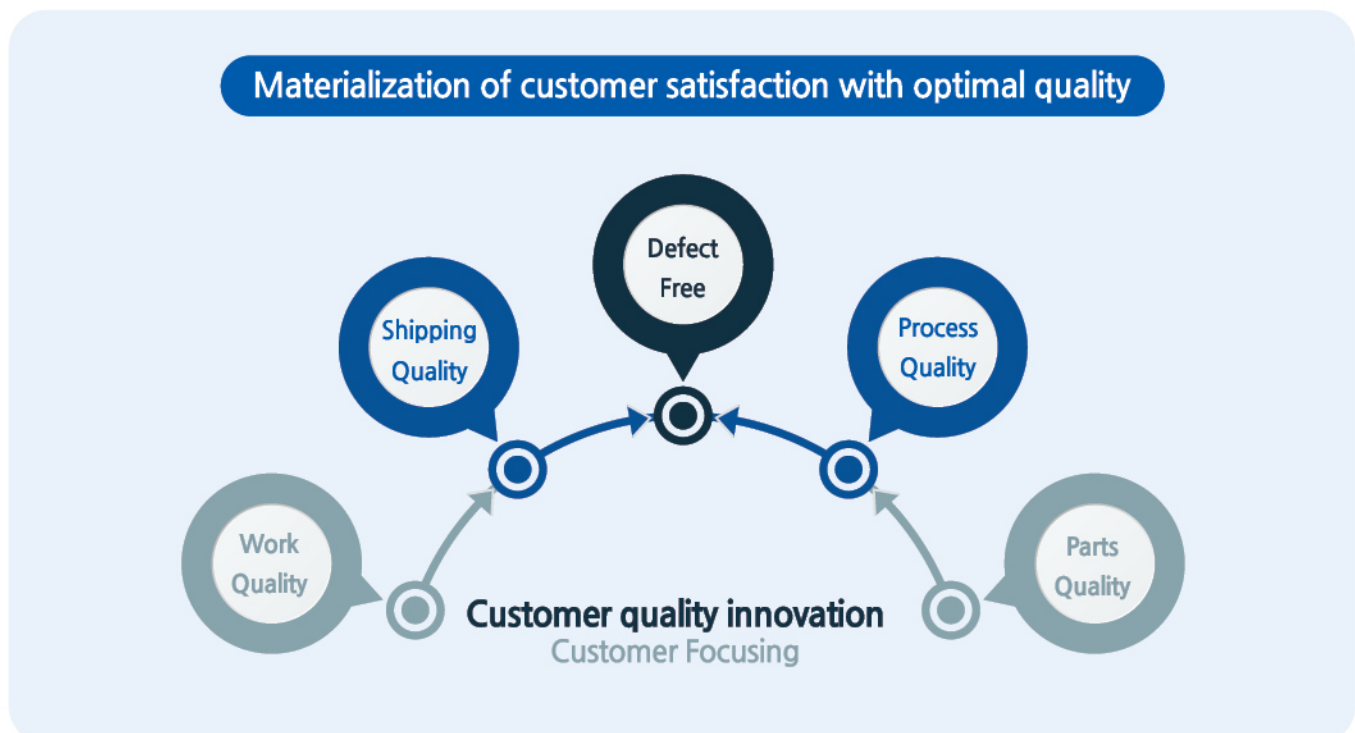 Materialization of customer satisfaction with optimal quality
Defect
Free
Shipping
Quality
Process
Quality
Work
Quality
Parts
Quality
Customer quality innovation
Customer Focusing